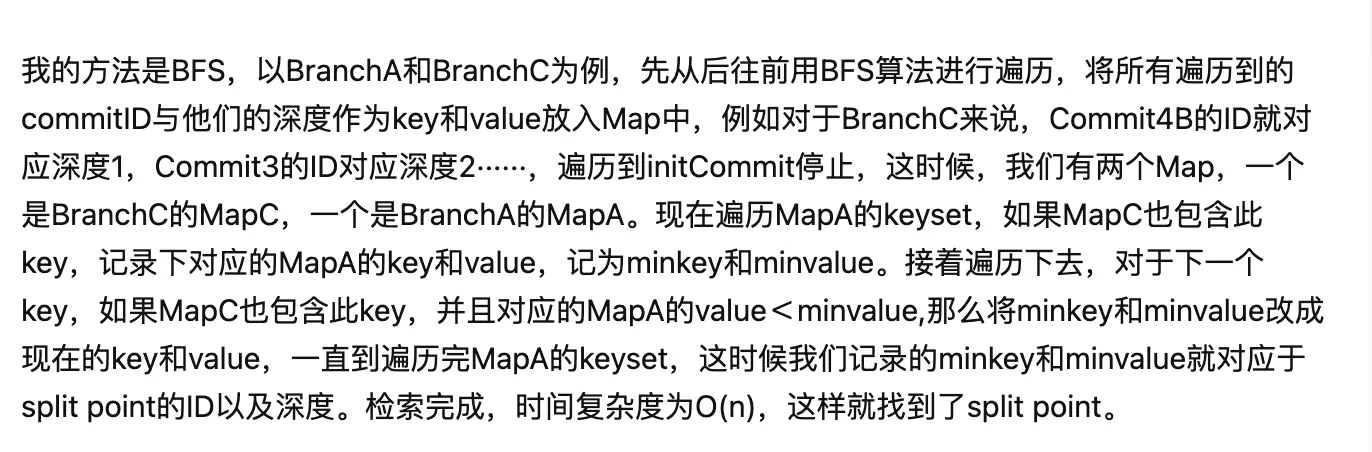 我的方法是BFS，以BranchA和BranchC为例，先从后往前用BFS算法进行遍历，将所有遍历到的
commitID与他们的深度作为key和value放入Map中，例如对于BranchC来说，Commit4B的ID就对
应深度1，Commit3的ID对应深度2……，遍历到initCommit停止，这时候，我们有两个Map，一个
是BranchC的MapC，一个是BranchA的MapA。现在遍历MapA的keyset，如果MapC也包含此
key，记录下对应的MapA的key和value，记为minkey和minvalue。接着遍历下去，对于下一个
key，如果MapC也包含此key，并且对应的MapA的value＜minvalue,那么将minkey和minvalue改成
现在的key和value，一直到遍历完MapA的keyset，这时候我们记录的minkey和minvalue就对应于
split point的ID以及深度。检索完成，时间复杂度为O(n)，这样就找到了split point。